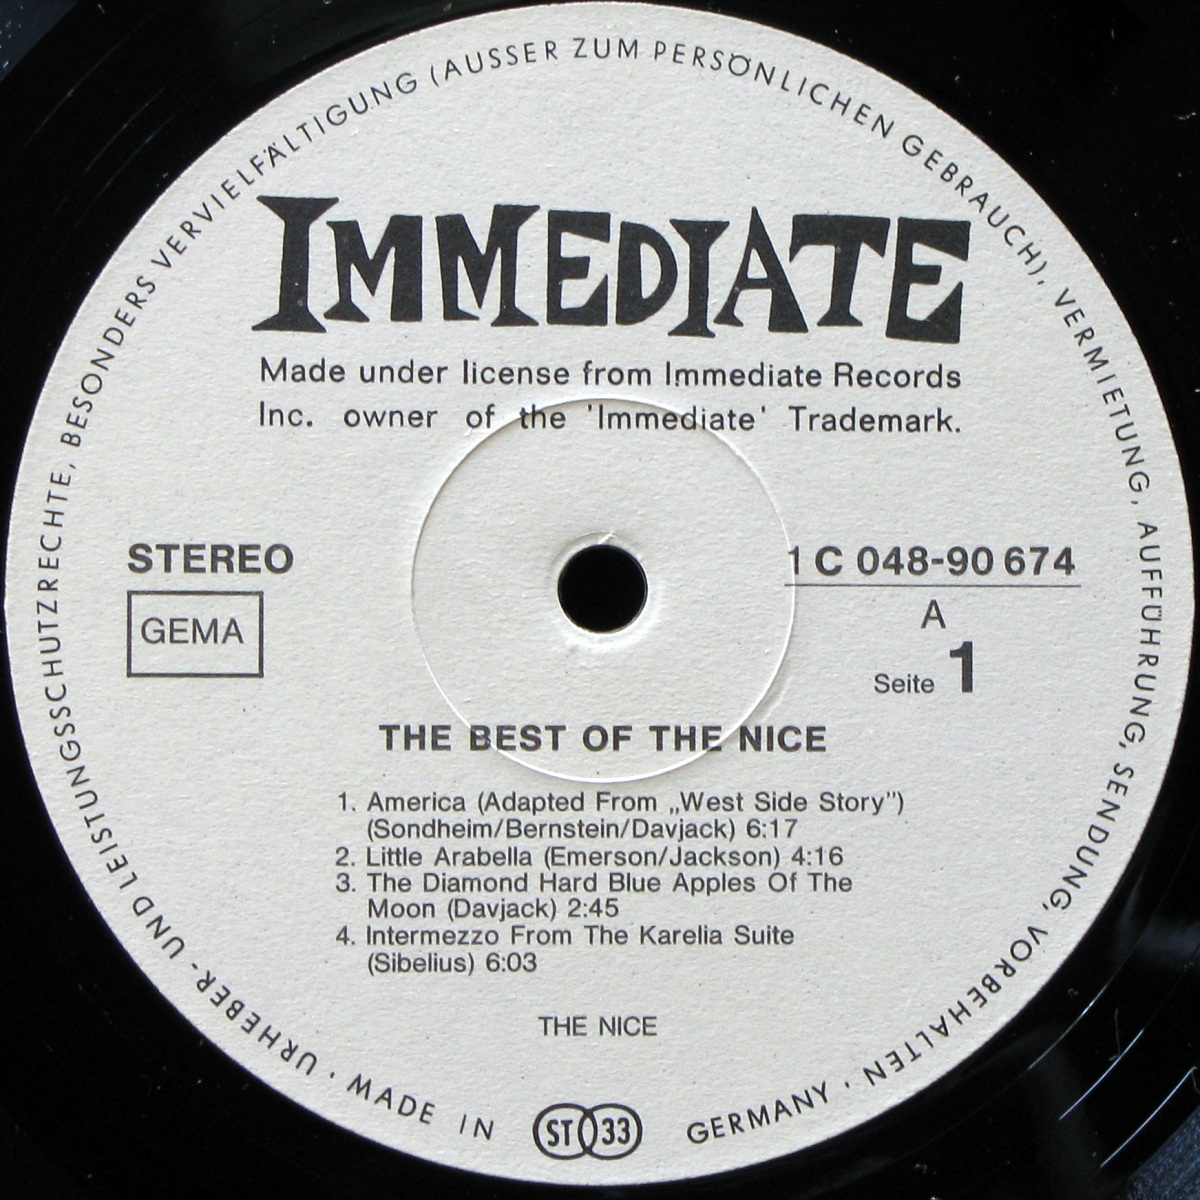 URHEBER- UND LEISTUNGSSCHUTZRECHTE, BESONDERS VERVIELFÄLTIGUNG (AUSSER ZUM PERSÖNLICHEN GEBRAUCH), VERMIETUNG, AUFFÜHRUNG, SENDUNG, VORBEHALTEN ·
IMMEDIATE
Made under license from Immediate Records
Inc. owner of the 'Immediate' Trademark.
STEREO
GEMA
1 C 048-90 674
A
Seite 1
THE BEST OF THE NICE
1. America (Adapted From „West Side Story")
(Sondheim/Bernstein/Davjack) 6:17
2. Little Arabella (Emerson/Jackson) 4:16
3. The Diamond Hard Blue Apples Of The
Moon (Davjack) 2:45
4. Intermezzo From The Karelia Suite
(Sibelius) 6:03
THE NICE
· MADE IN GERMANY
ST 33